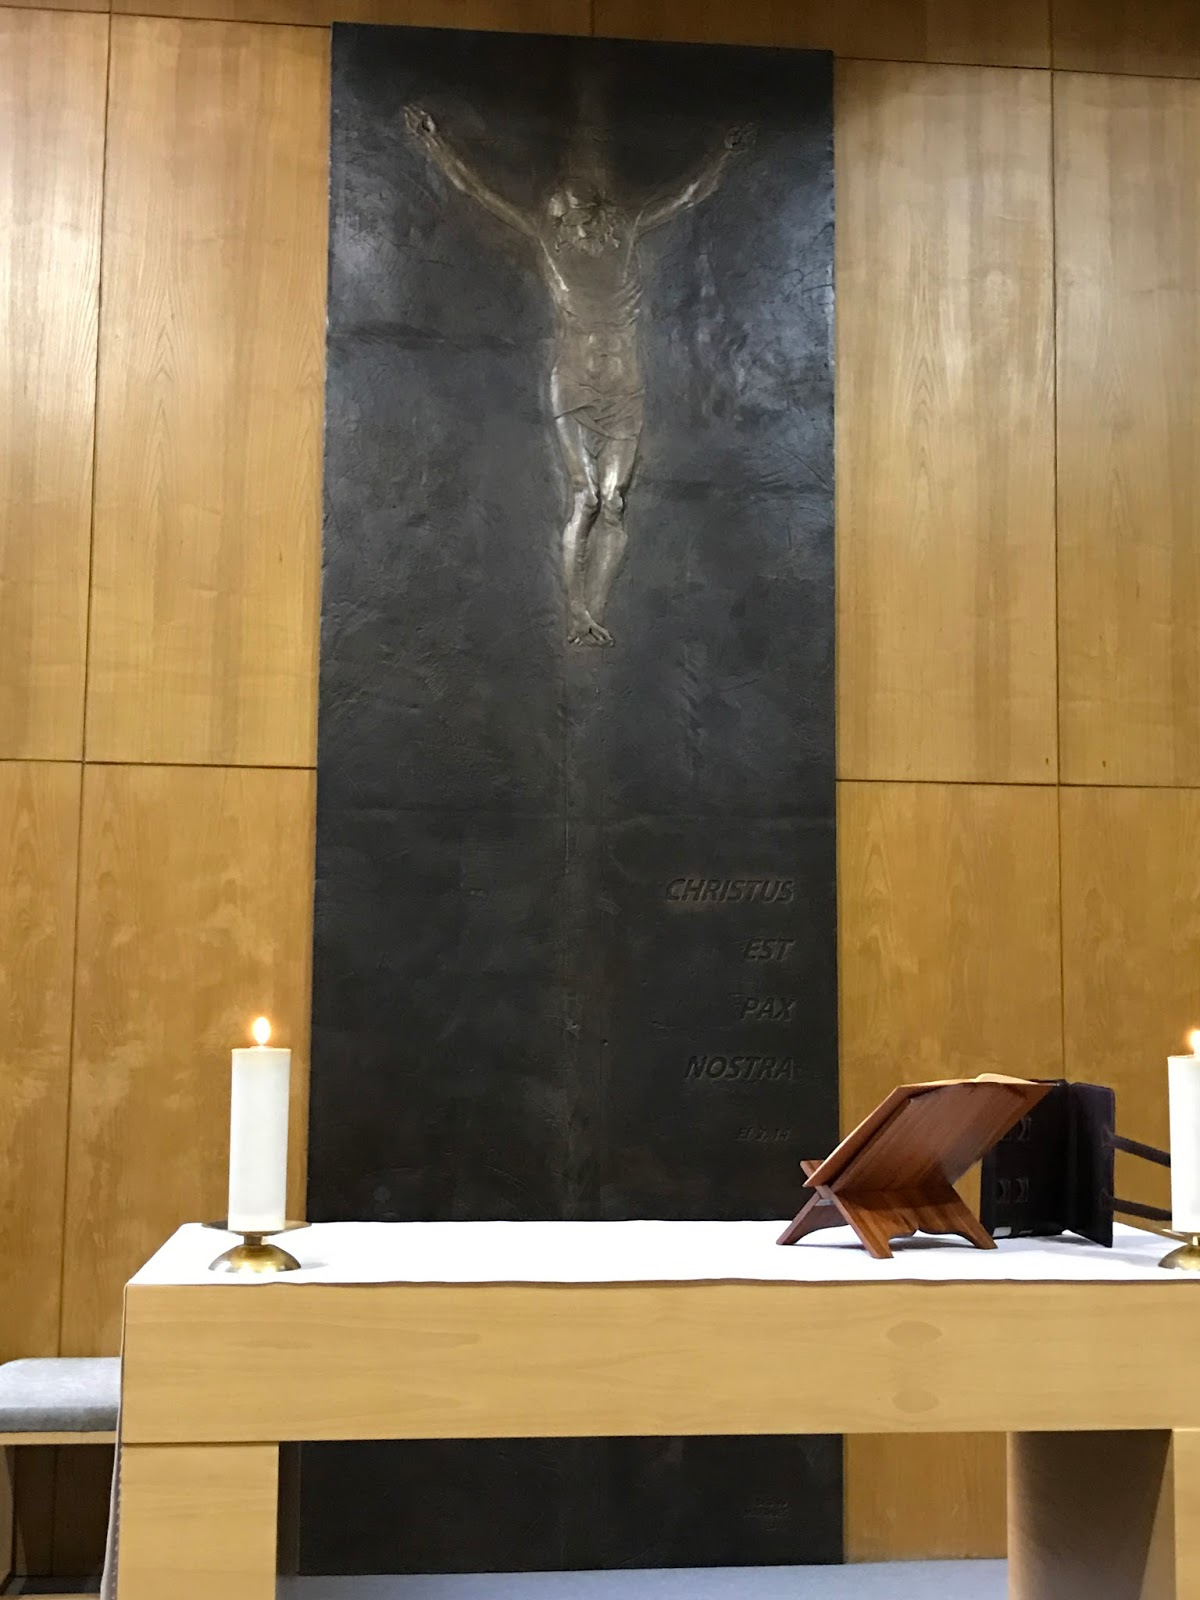 CHRISTUS
EST
PAX
NOSTRA
Ef 2, 14